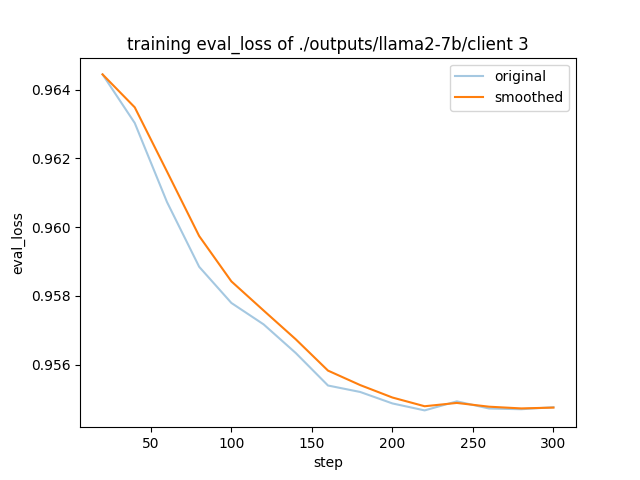 training eval_loss of ./outputs/llama2-7b/client 3
original
smoothed
0.964
0.962
0.960
0.958
0.956
eval_loss
50
100
150
200
250
300
step